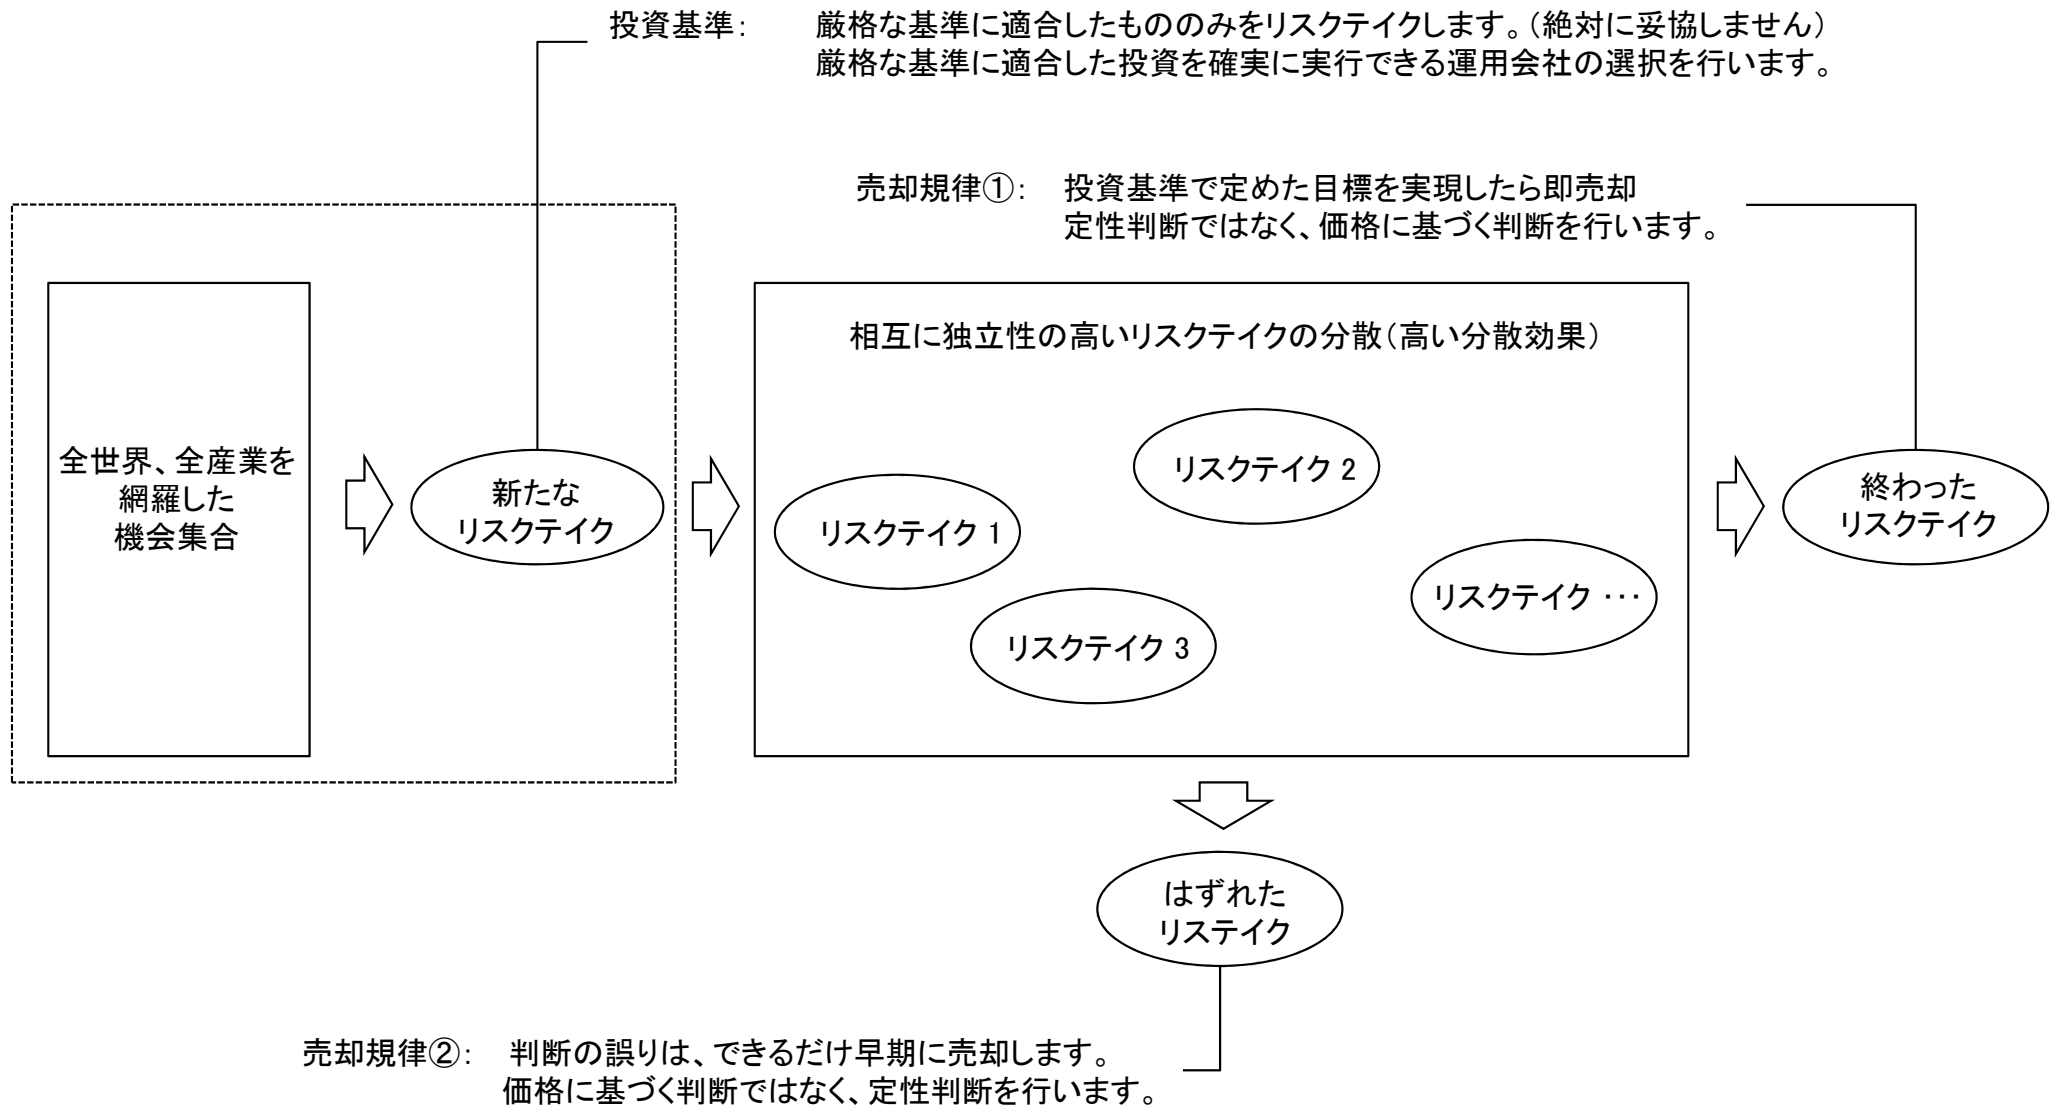 投資基準： 厳格な基準に適合したもののみをリスクテイクします。（絶対に妥協しません）
厳格な基準に適合した投資を確実に実行できる運用会社の選択を行います。
売却規律①： 投資基準で定めた目標を実現したら即売却
定性判断ではなく、価格に基づく判断を行います。
全世界、全産業を
網羅した
機会集合
新たな
リスクテイク
相互に独立性の高いリスクテイクの分散（高い分散効果）
リスクテイク 1
リスクテイク 2
リスクテイク 3
リスクテイク ･･･
終わった
リスクテイク
はずれた
リステイク
売却規律②： 判断の誤りは、できるだけ早期に売却します。
価格に基づく判断ではなく、定性判断を行います。